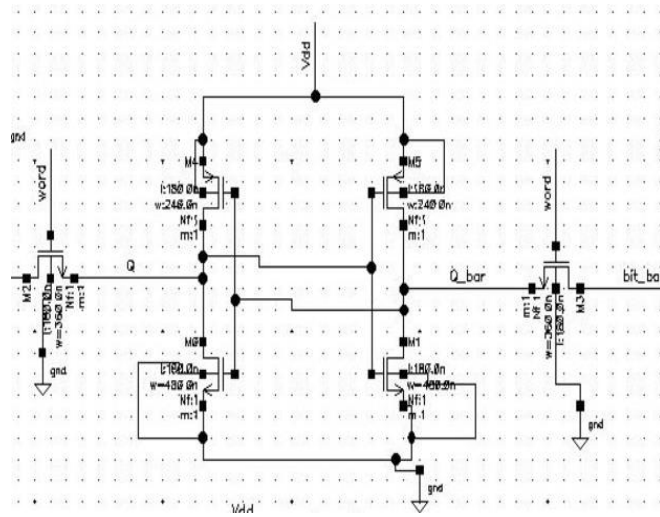 Vdd
gnd
word
M4
l:180.0n
w:240.0n
Nf:1
m:1
M5
l:180.0n
w:240.0n
Nf:1
m:1
word
Q
Q_bar
bit_ba
M2
l:180.0n
w=360.0n
Nf:1
m:1
gnd
M0
l:180.0n
w=480.0n
Nf:1
m:1
M1
l:180.0n
w=480.0n
Nf:1
m:1
m:1
Nf:1
w=360.0n
l:180.0n
M3
gnd
gnd
Vdd